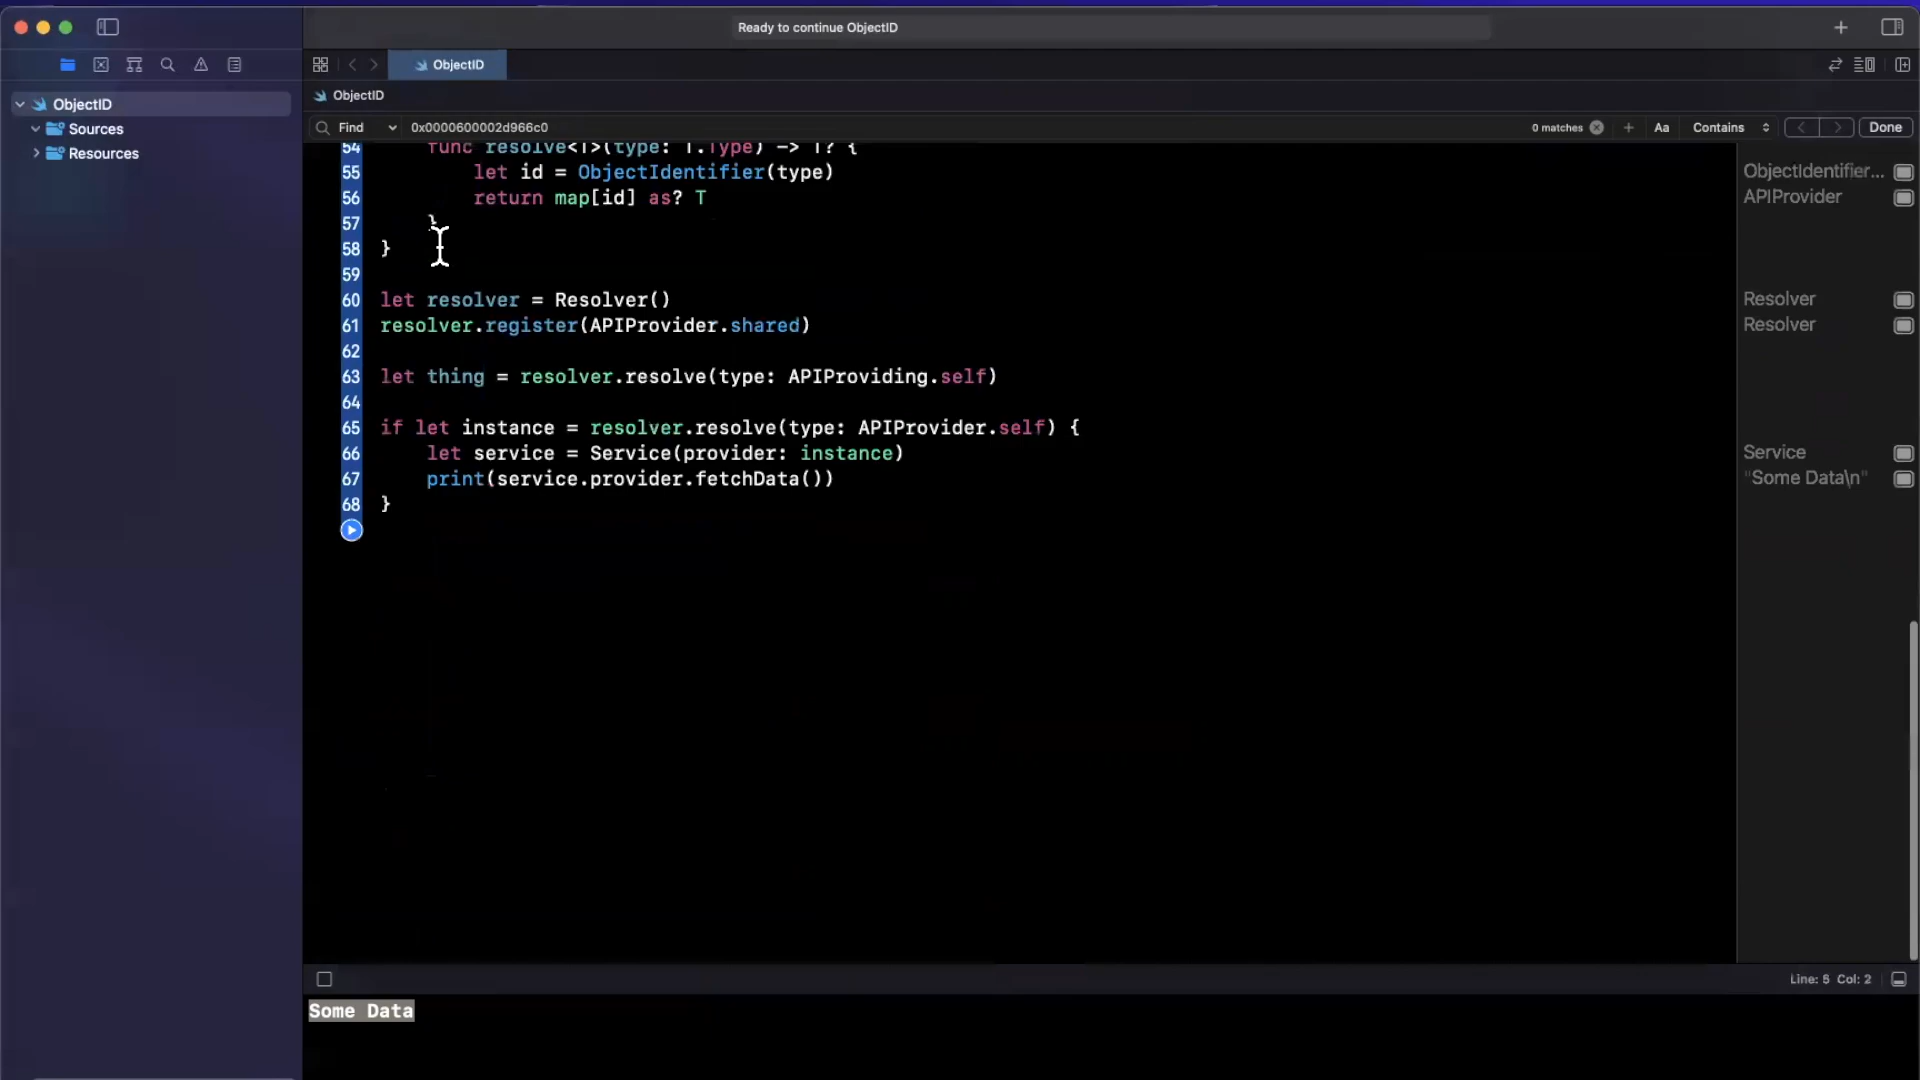 Ready to continue ObjectID
ObjectID
ObjectID
Sources
Resources
ObjectID
Find
0x0000600002d966c0
0 matches
Aa
Contains
Done
54 func resolve<T>(type: T.Type) -> T? {
55 let id = ObjectIdentifier(type)
56 return map[id] as? T
57 }
58 }
59
60 let resolver = Resolver()
61 resolver.register(APIProvider.shared)
62
63 let thing = resolver.resolve(type: APIProviding.self)
64
65 if let instance = resolver.resolve(type: APIProvider.self) {
66 let service = Service(provider: instance)
67 print(service.provider.fetchData())
68 }
ObjectIdentifier...
APIProvider
Resolver
Resolver
Service
"Some Data\n"
Line: 5 Col: 2
Some Data